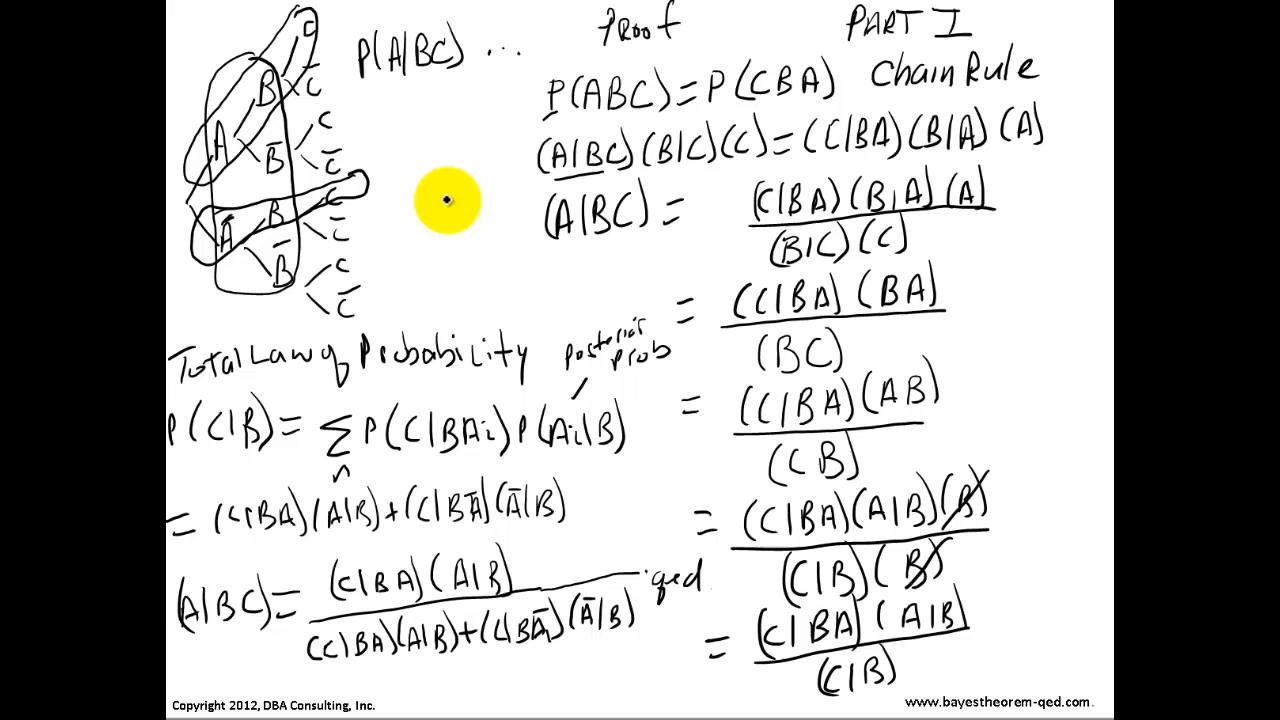 Proof PART I
P(A|BC) ...
P(ABC) = P(CBA) Chain Rule
(A|BC)(B|C)(C) = (C|BA)(B|A)(A)
(A|BC) = (C|BA)(B|A)(A)
(B|C)(C)
= (C|BA)(BA)
(BC)
= (C|BA)(AB)
(CB)
= (C|BA)(A|B)(B)
(C|B)(B)
= (C|BA)(A|B)
(C|B)
C
B C̄
A C
B̄ C̄
C
Ā B C̄
B̄ C
C̄
Total Law of Probability posterior
prob
P(C|B) = Σ P(C|BAi)P(Ai|B)
n
= (C|BA)(A|B)+(C|BĀ)(Ā|B)
(A|BC) = (C|BA)(A|B) qed
(C|BA)(A|B)+(C|BĀ)(Ā|B)
Copyright 2012, DBA Consulting, Inc.
www.bayestheorem-qed.com